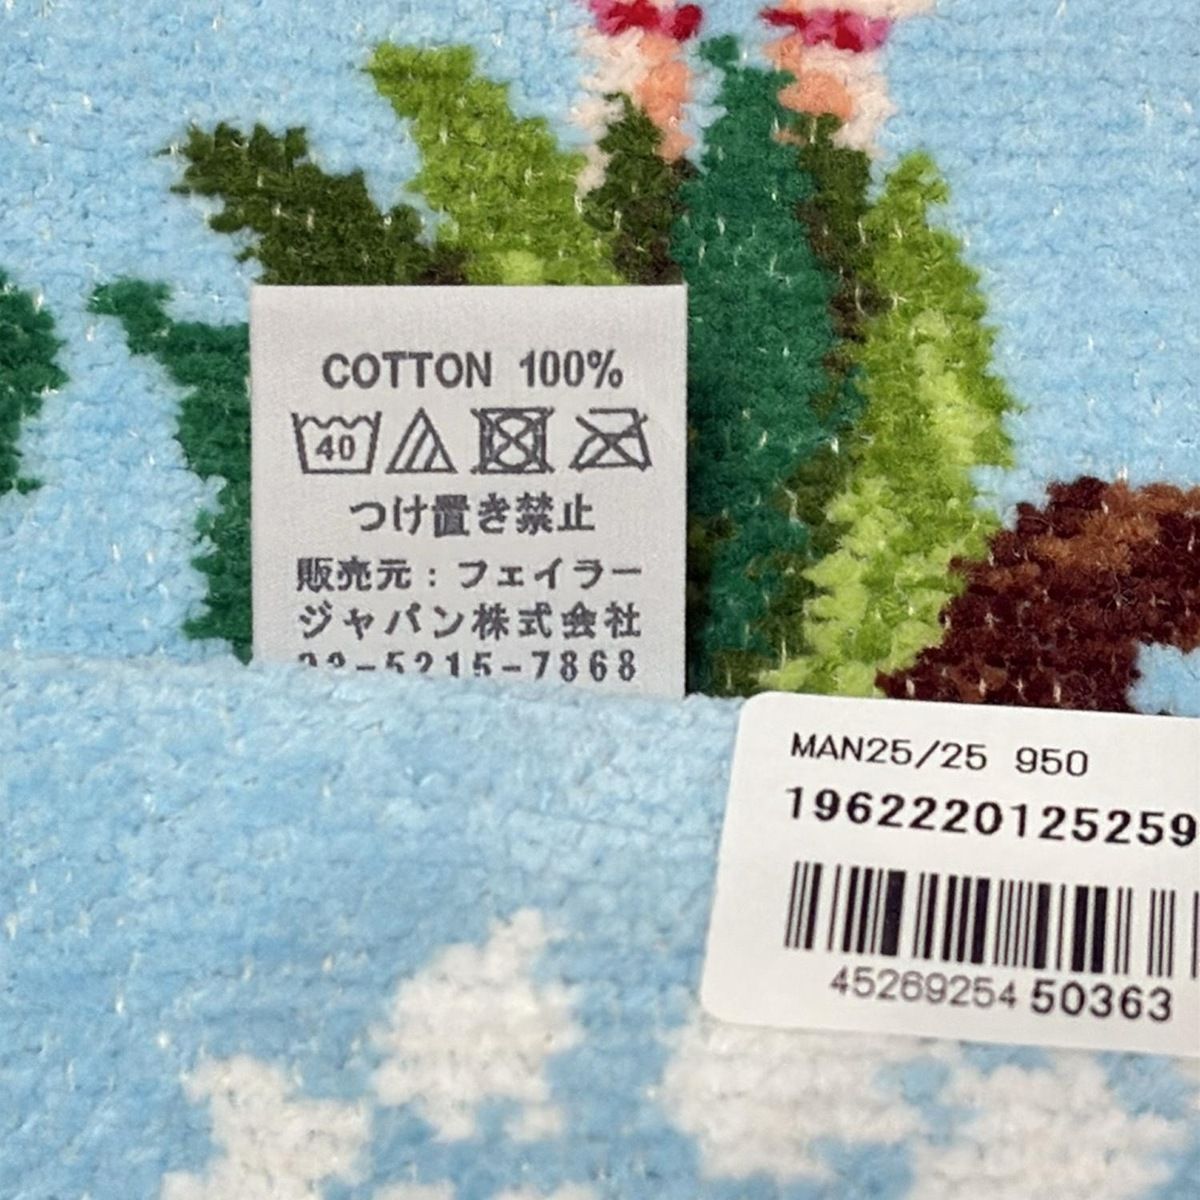 COTTON 100%
40
つけ置き禁止
販売元：フェイラー
ジャパン株式会社
-5215-7868
MAN25/25 950
1962220125259
45269254 50363